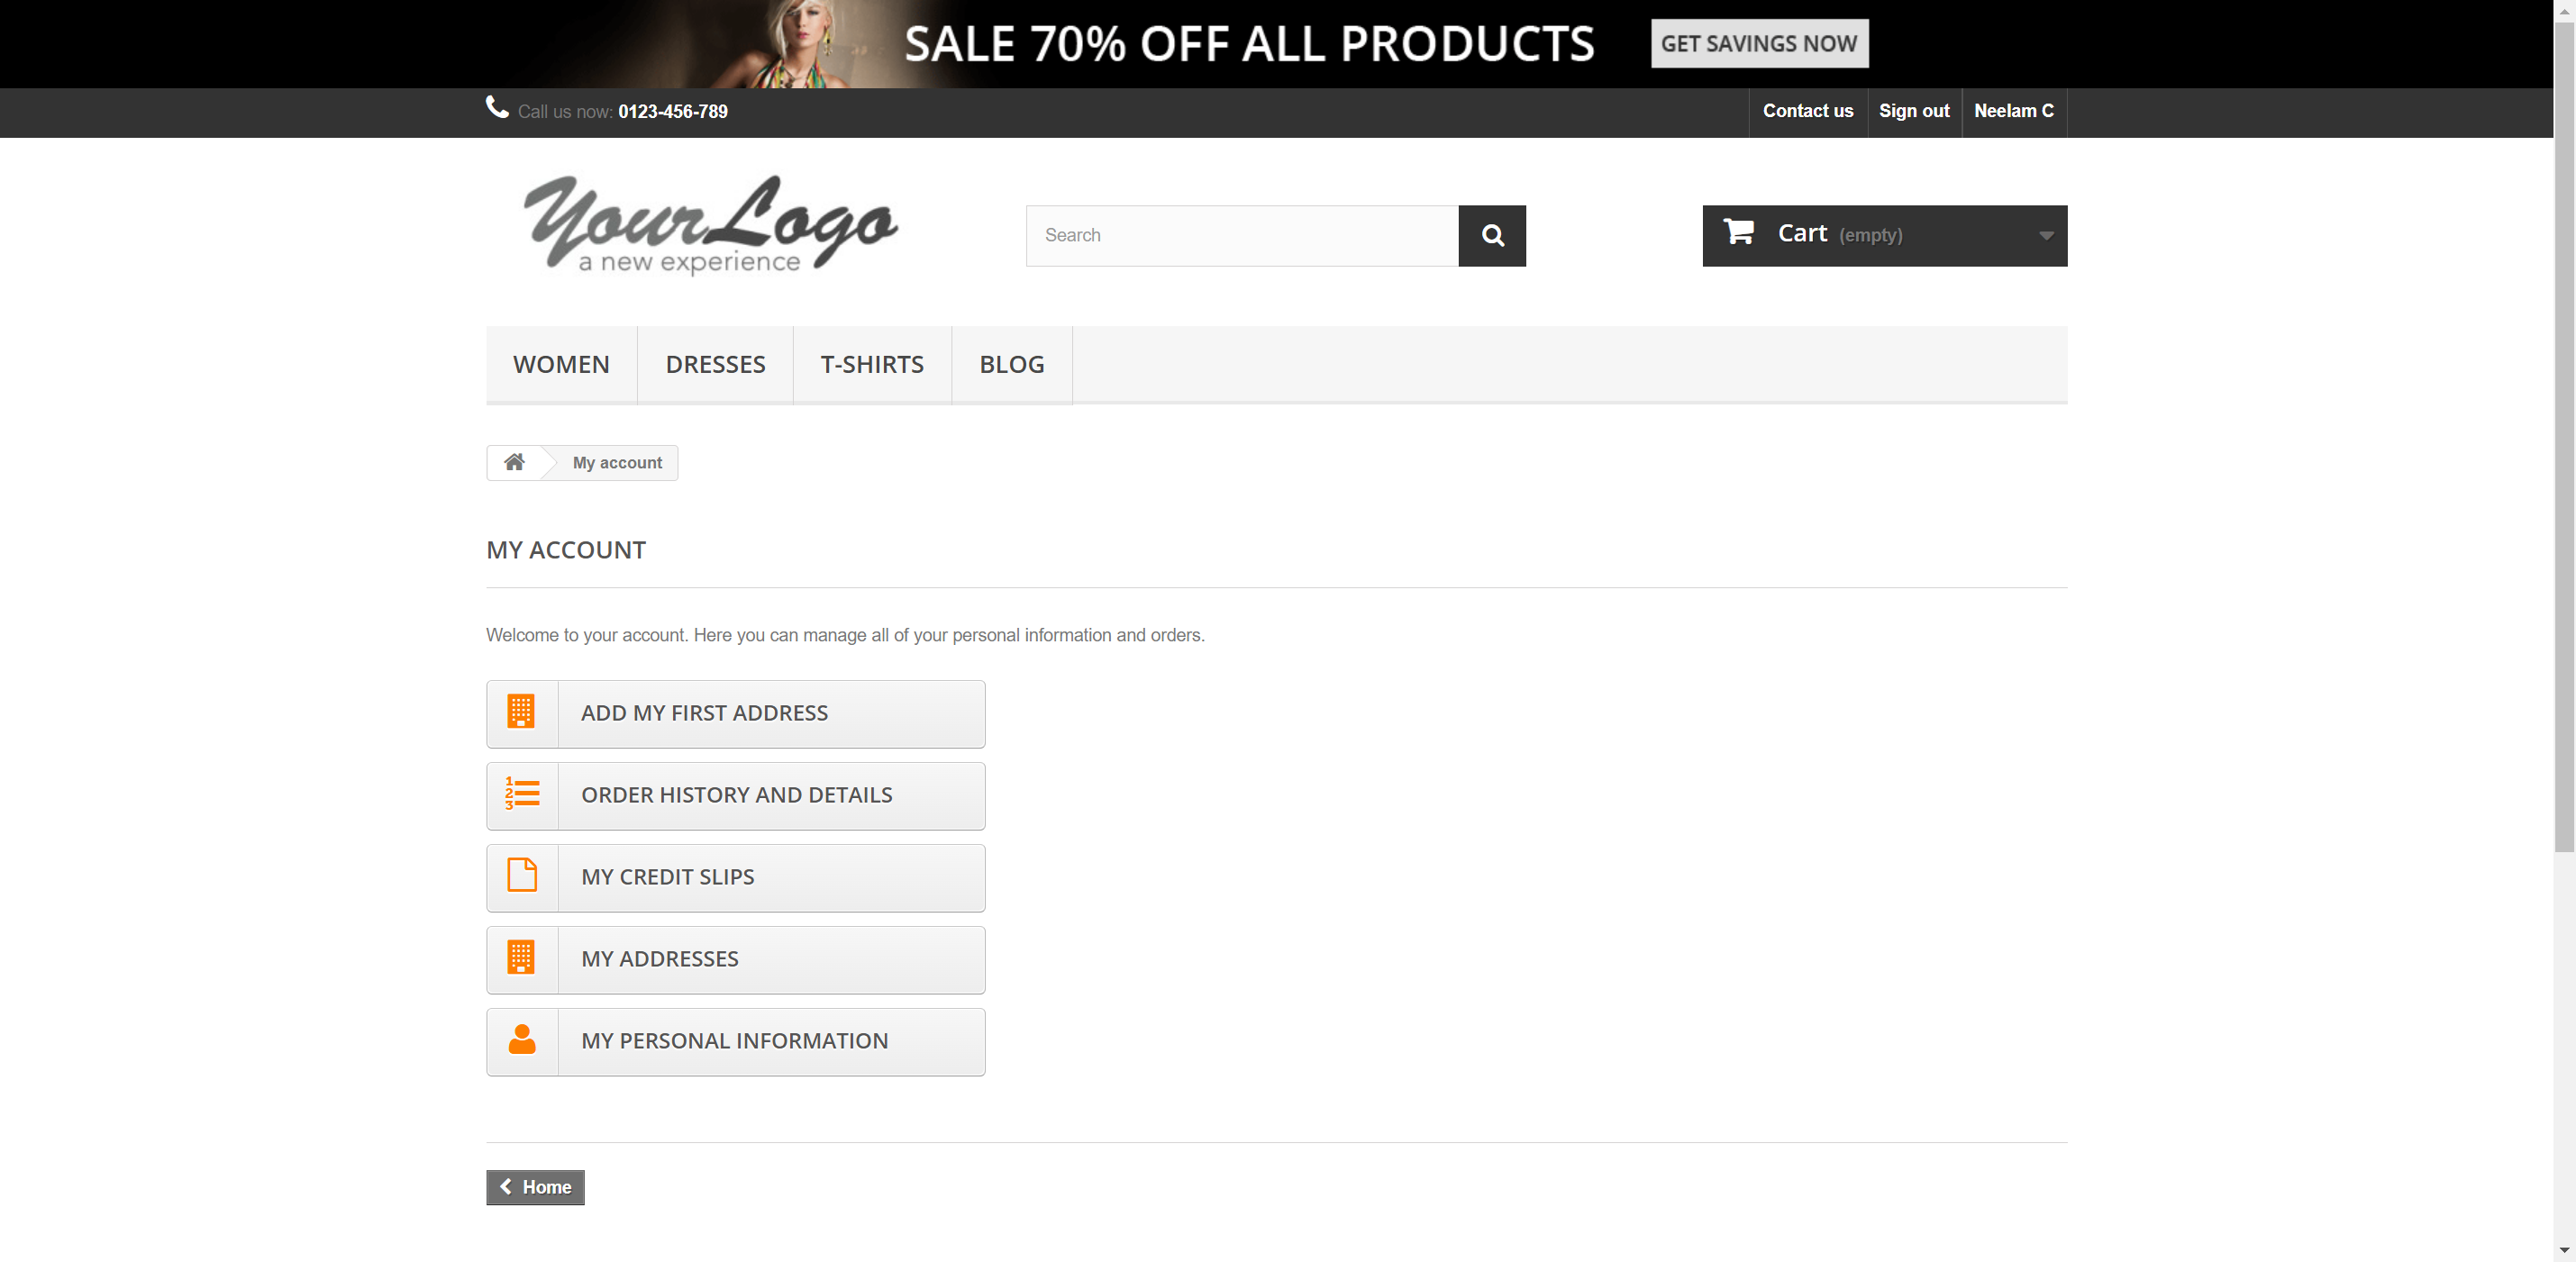 SALE 70% OFF ALL PRODUCTS GET SAVINGS NOW
Call us now: 0123-456-789 Contact us Sign out Neelam C
YourLogo
a new experience
Search
Cart (empty)
WOMEN DRESSES T-SHIRTS BLOG
My account
MY ACCOUNT
Welcome to your account. Here you can manage all of your personal information and orders.
ADD MY FIRST ADDRESS
1 2 3 ORDER HISTORY AND DETAILS
MY CREDIT SLIPS
MY ADDRESSES
MY PERSONAL INFORMATION
Home